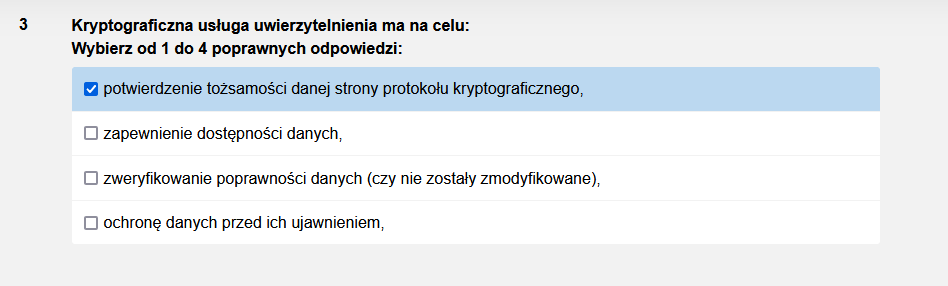 3 Kryptograficzna usługa uwierzytelnienia ma na celu:
Wybierz od 1 do 4 poprawnych odpowiedzi:
potwierdzenie tożsamości danej strony protokołu kryptograficznego,
zapewnienie dostępności danych,
zweryfikowanie poprawności danych (czy nie zostały zmodyfikowane),
ochronę danych przed ich ujawnieniem,